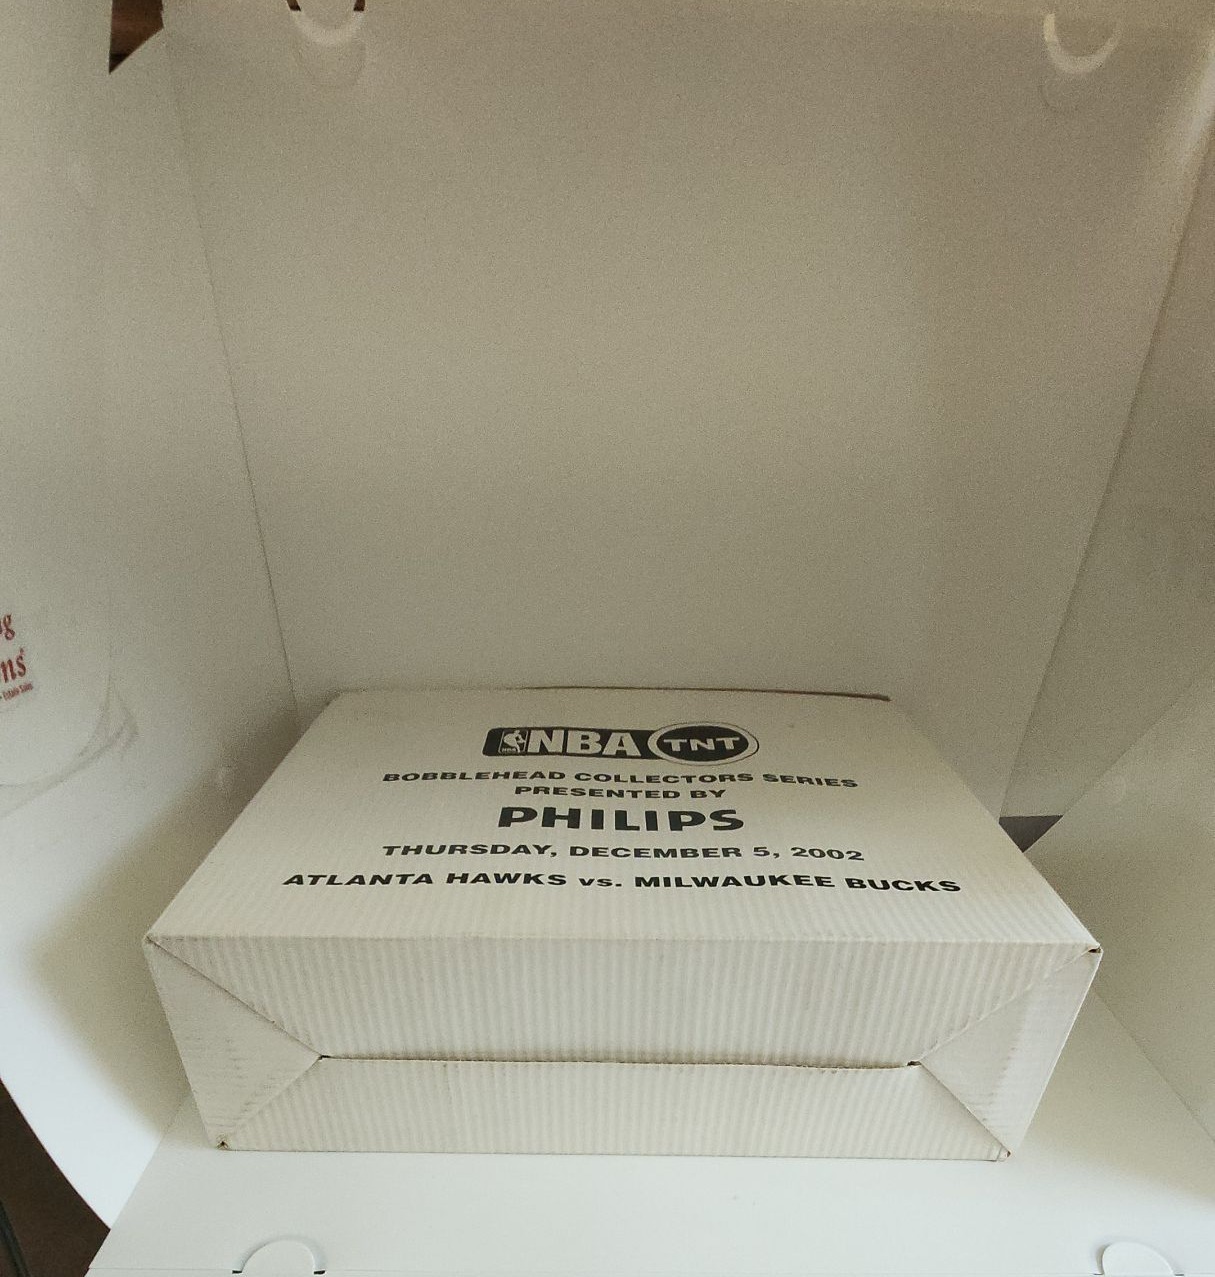 NBA TNT
BOBBLEHEAD COLLECTORS SERIES
PRESENTED BY
PHILIPS
THURSDAY, DECEMBER 5, 2002
ATLANTA HAWKS vs. MILWAUKEE BUCKS